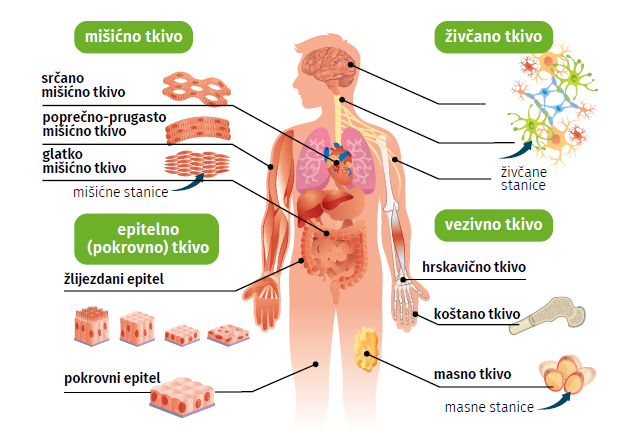 mišićno tkivo
srčano
mišićno tkivo
poprečno-prugasto
mišićno tkivo
glatko
mišićno tkivo
mišićne stanice
epitelno
(pokrovno) tkivo
žlijezdani epitel
pokrovni epitel
živčano tkivo
živčane
stanice
vezivno tkivo
hrskavično tkivo
koštano tkivo
masno tkivo
masne stanice